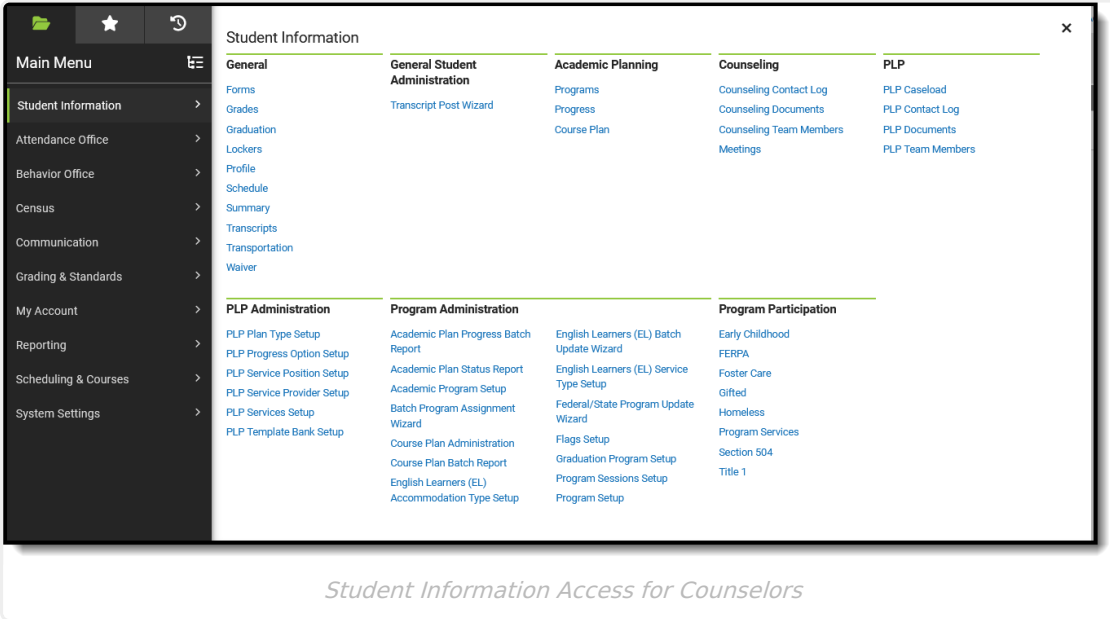 Main Menu
Student Information
Attendance Office
Behavior Office
Census
Communication
Grading & Standards
My Account
Reporting
Scheduling & Courses
System Settings
Student Information
General
Forms
Grades
Graduation
Lockers
Profile
Schedule
Summary
Transcripts
Transportation
Waiver
General Student
Administration
Transcript Post Wizard
Academic Planning
Programs
Progress
Course Plan
Counseling
Counseling Contact Log
Counseling Documents
Counseling Team Members
Meetings
PLP
PLP Caseload
PLP Contact Log
PLP Documents
PLP Team Members
PLP Administration
PLP Plan Type Setup
PLP Progress Option Setup
PLP Service Position Setup
PLP Service Provider Setup
PLP Services Setup
PLP Template Bank Setup
Program Administration
Academic Plan Progress Batch
Report
Academic Plan Status Report
Academic Program Setup
Batch Program Assignment
Wizard
Course Plan Administration
Course Plan Batch Report
English Learners (EL)
Accommodation Type Setup
English Learners (EL) Batch
Update Wizard
English Learners (EL) Service
Type Setup
Federal/State Program Update
Wizard
Flags Setup
Graduation Program Setup
Program Sessions Setup
Program Setup
Program Participation
Early Childhood
FERPA
Foster Care
Gifted
Homeless
Program Services
Section 504
Title 1
Student Information Access for Counselors